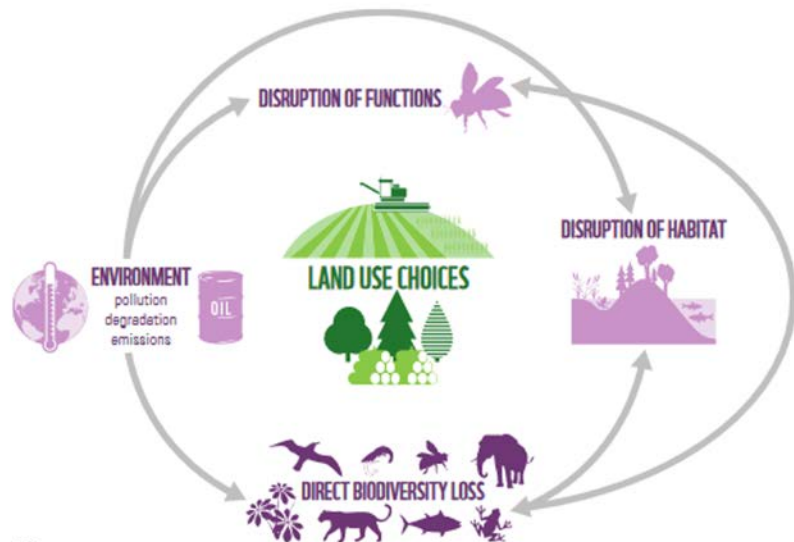 DISRUPTION OF FUNCTIONS
DISRUPTION OF HABITAT
ENVIRONMENT
pollution
degradation
emissions
OIL
LAND USE CHOICES
DIRECT BIODIVERSITY LOSS